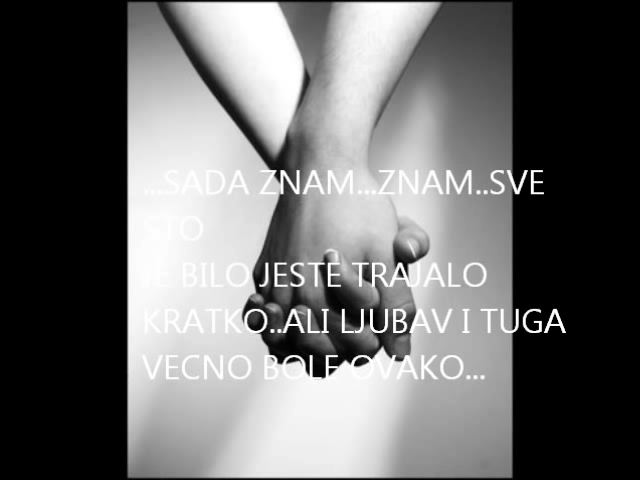 ...SADA ZNAM...ZNAM..SVE
STO
JE BILO JESTE TRAJALO
KRATKO..ALI LJUBAV I TUGA
VECNO BOLE OVAKO...